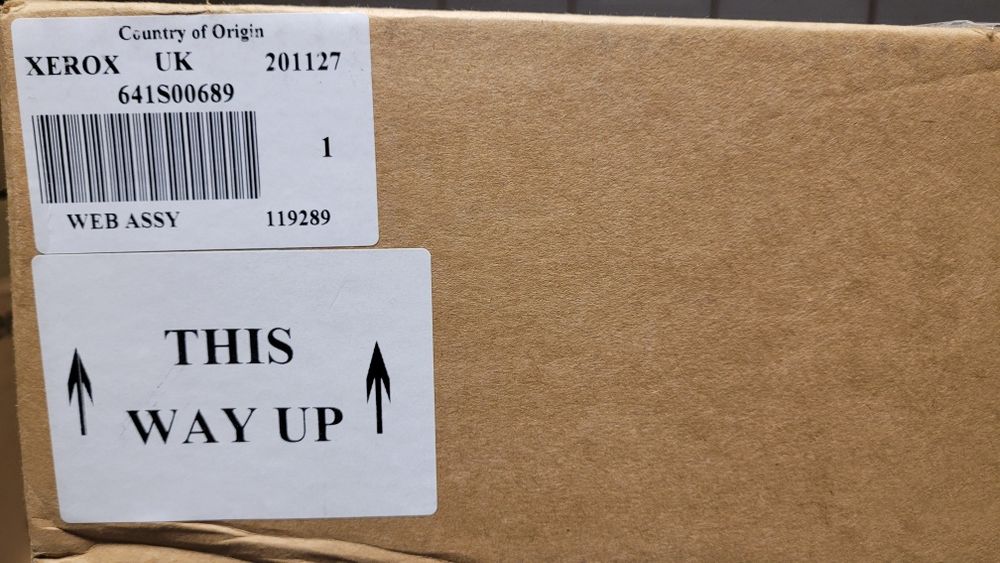 Country of Origin
XEROX UK 201127
641S00689
1
WEB ASSY 119289
THIS
WAY UP